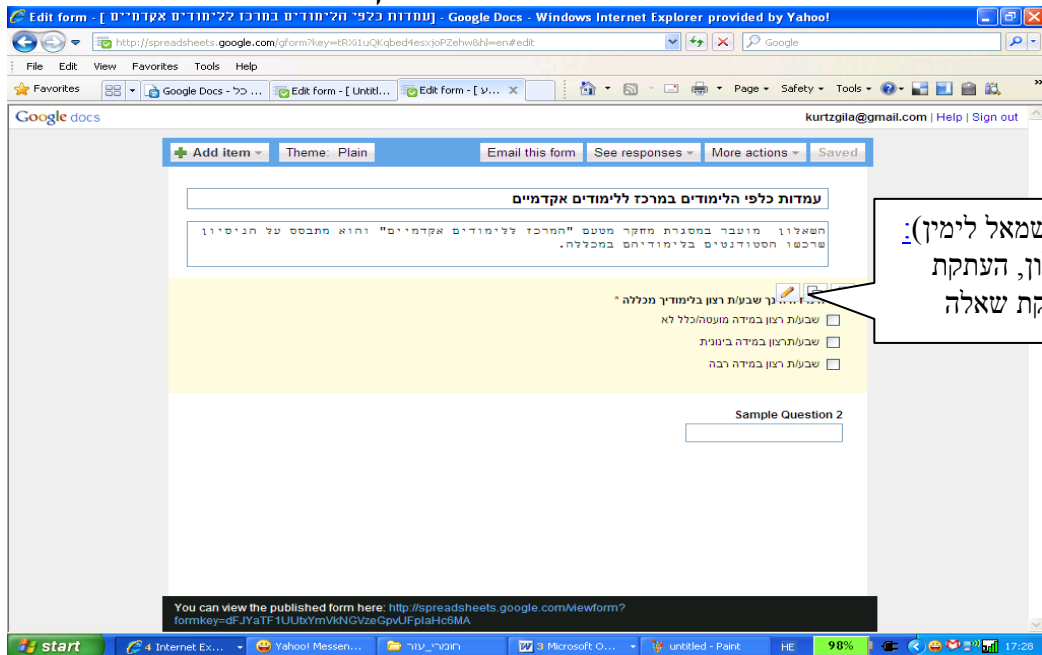 Edit form - [ עמדות כלפי הלימודים במרכז ללימודים אקדמיים ] - Google Docs - Windows Internet Explorer provided by Yahoo!
http://spreadsheets.google.com/gform?key=tRXi1uQKqbed4esxjoPZehw&hl=en#edit
Google
File Edit View Favorites Tools Help
Favorites Google Docs - כל ... Edit form - [ Untitl... Edit form - [ ע... Page Safety Tools
Google docs kurtzgila@gmail.com | Help | Sign out
Add item Theme: Plain Email this form See responses More actions Saved
עמדות כלפי הלימודים במרכז ללימודים אקדמיים
השאלון מועבר במסגרת מחקר מטעם "המרכז ללימודים אקדמיים" והוא מתבסס על הניסיון
שרכשו הסטודנטים בלימודיהם במכללה.
שמאל לימין):
ון, העתקת
קת שאלה
נך שבע/ת רצון בלימודיך מכללה *
שבע/ת רצון במידה מועטה/כלל לא
שבע/תרצון במידה בינונית
שבע/ת רצון במידה רבה
Sample Question 2
You can view the published form here: http://spreadsheets.google.com/viewform?
formkey=dFJYaTF1UUtxYmVkNGVzeGpvUFplaHc6MA
start 4 Internet Ex... Yahoo! Messen... חומרי_עזר 3 Microsoft O... untitled - Paint HE 98% 17:28